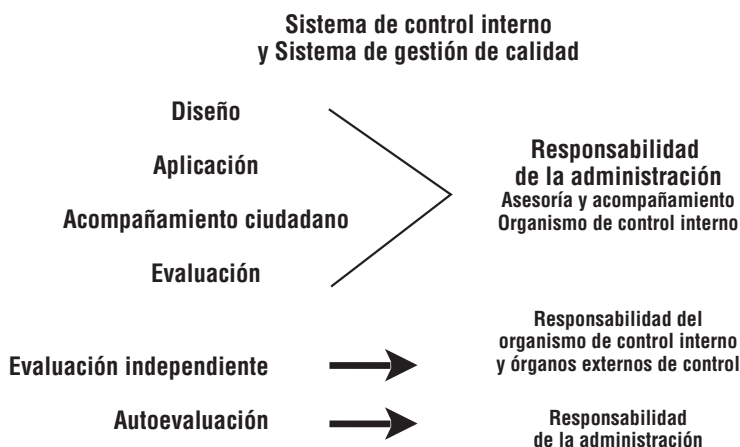 Sistema de control interno
y Sistema de gestión de calidad
Diseño
Aplicación
Acompañamiento ciudadano
Evaluación
Responsabilidad
de la administración
Asesoría y acompañamiento
Organismo de control interno
Evaluación independiente
Responsabilidad del
organismo de control interno
y órganos externos de control
Autoevaluación
Responsabilidad
de la administración